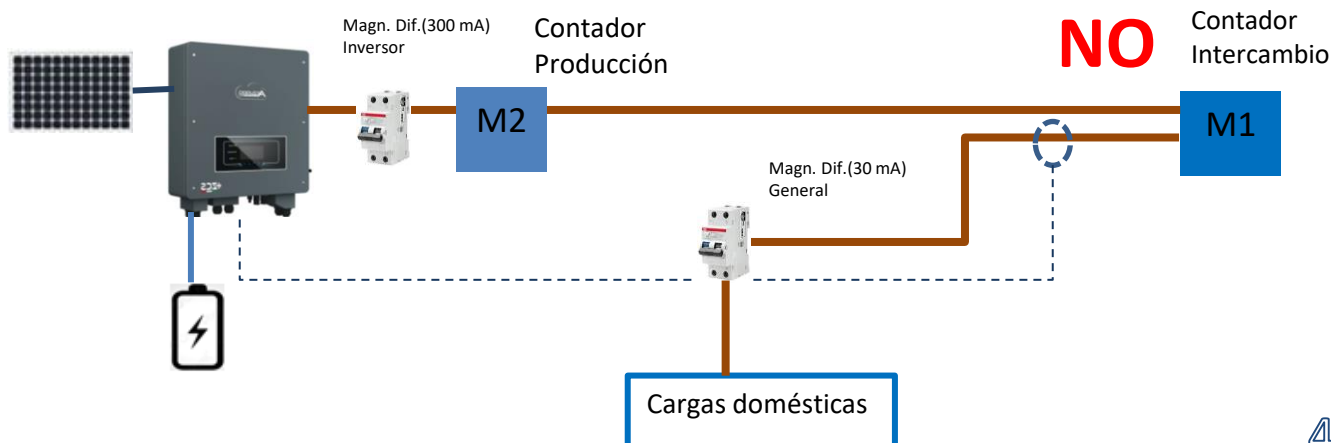 Magn. Dif.(300 mA)
Inversor
Contador
Producción
NO
Contador
Intercambio
M2
M1
Magn. Dif.(30 mA)
General
Cargas domésticas